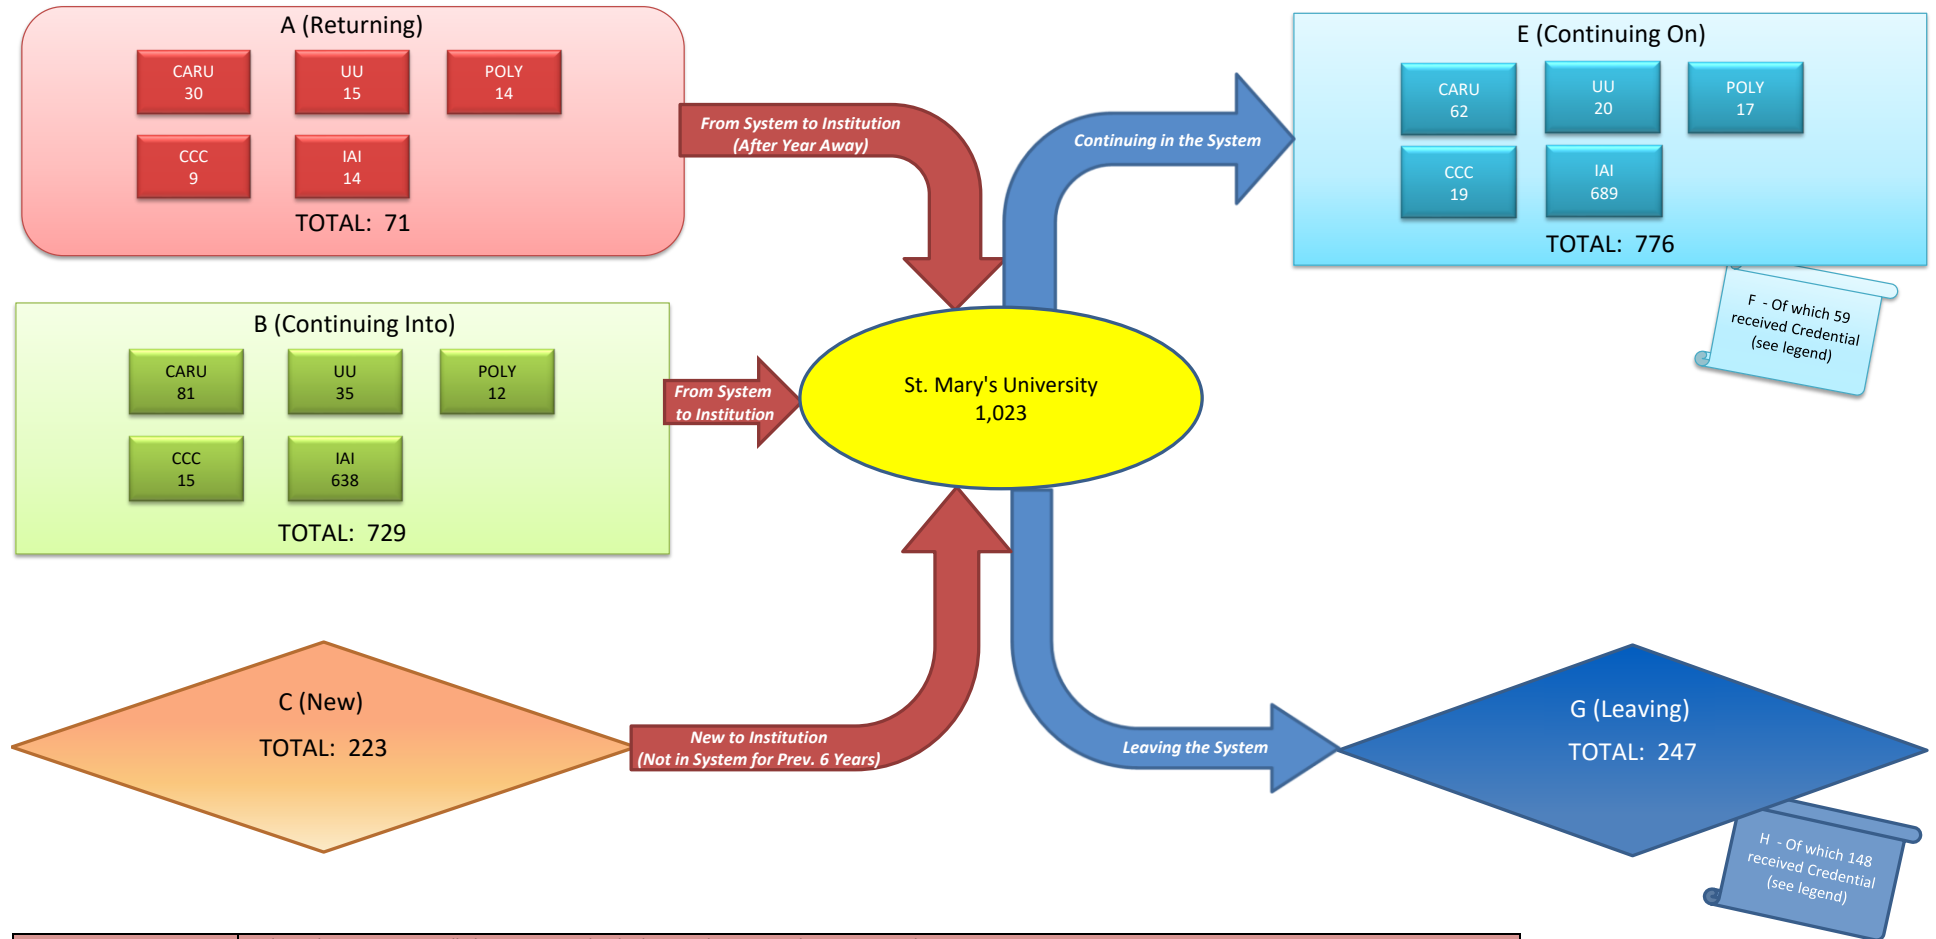 A (Returning)
CARU
30
UU
15
POLY
14
CCC
9
IAI
14
TOTAL: 71
From System to Institution
(After Year Away)
B (Continuing Into)
CARU
81
UU
35
POLY
12
CCC
15
IAI
638
TOTAL: 729
From System
to Institution
C (New)
TOTAL: 223
New to Institution
(Not in System for Prev. 6 Years)
St. Mary's University
1,023
Continuing in the System
E (Continuing On)
CARU
62
UU
20
POLY
17
CCC
19
IAI
689
TOTAL: 776
F - Of which 59
received Credential
(see legend)
Leaving the System
G (Leaving)
TOTAL: 247
H - Of which 148
received Credential
(see legend)